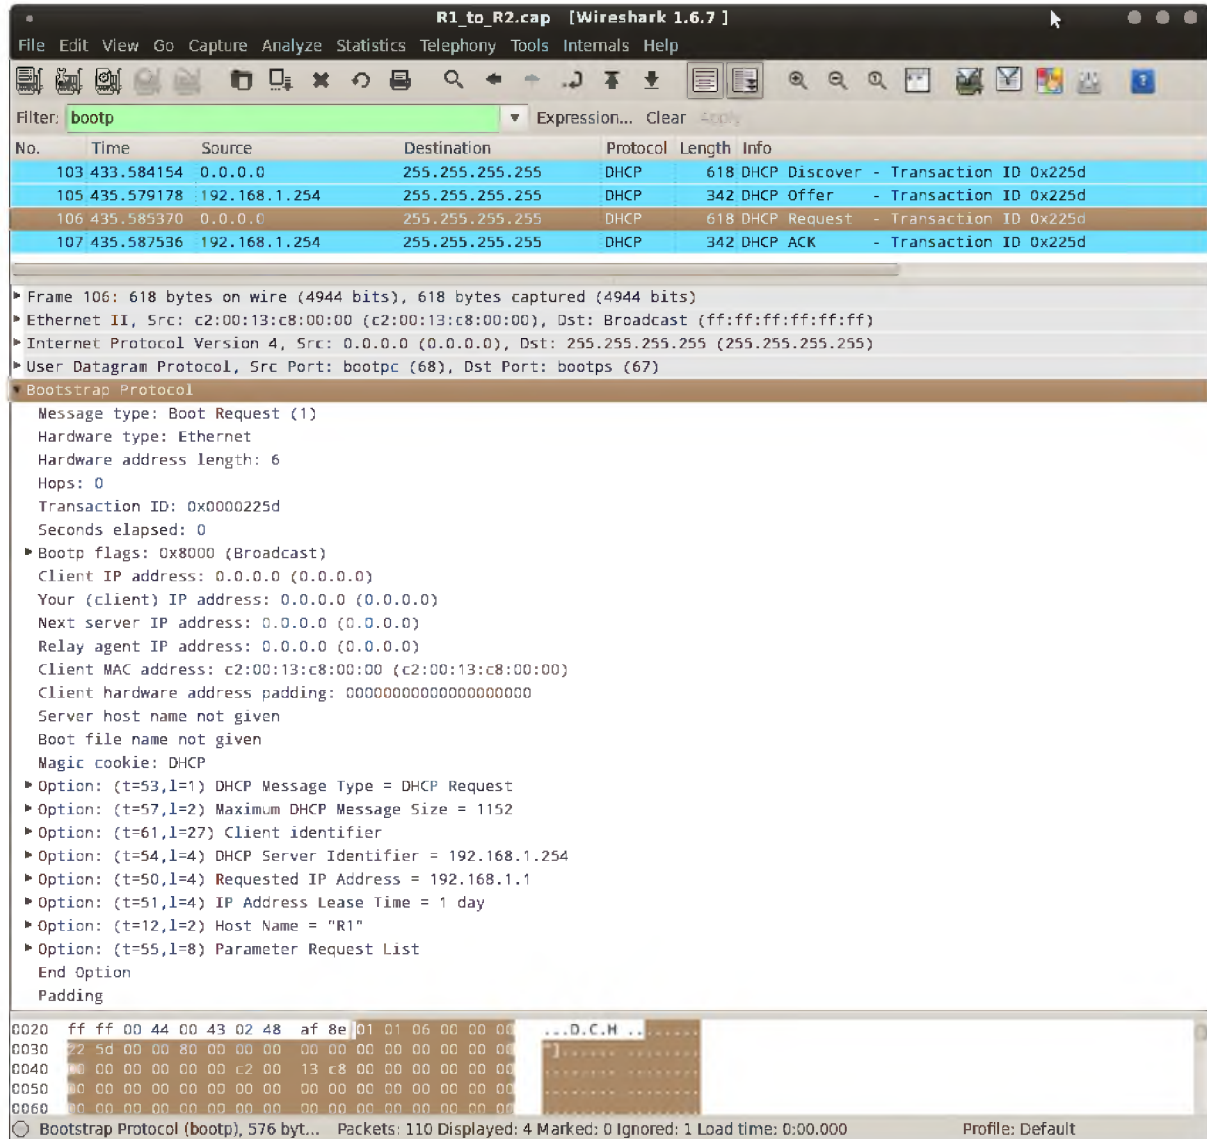 R1_to_R2.cap [Wireshark 1.6.7 ]
File Edit View Go Capture Analyze Statistics Telephony Tools Internals Help
Filter: bootp Expression... Clear Apply
No. Time Source Destination Protocol Length Info
103 433.584154 0.0.0.0 255.255.255.255 DHCP 618 DHCP Discover - Transaction ID 0x225d
105 435.579178 192.168.1.254 255.255.255.255 DHCP 342 DHCP Offer - Transaction ID 0x225d
106 435.585370 0.0.0.0 255.255.255.255 DHCP 618 DHCP Request - Transaction ID 0x225d
107 435.587536 192.168.1.254 255.255.255.255 DHCP 342 DHCP ACK - Transaction ID 0x225d
Frame 106: 618 bytes on wire (4944 bits), 618 bytes captured (4944 bits)
Ethernet II, Src: c2:00:13:c8:00:00 (c2:00:13:c8:00:00), Dst: Broadcast (ff:ff:ff:ff:ff:ff)
Internet Protocol Version 4, Src: 0.0.0.0 (0.0.0.0), Dst: 255.255.255.255 (255.255.255.255)
User Datagram Protocol, Src Port: bootpc (68), Dst Port: bootps (67)
Bootstrap Protocol
Message type: Boot Request (1)
Hardware type: Ethernet
Hardware address length: 6
Hops: 0
Transaction ID: 0x0000225d
Seconds elapsed: 0
Bootp flags: 0x8000 (Broadcast)
Client IP address: 0.0.0.0 (0.0.0.0)
Your (client) IP address: 0.0.0.0 (0.0.0.0)
Next server IP address: 0.0.0.0 (0.0.0.0)
Relay agent IP address: 0.0.0.0 (0.0.0.0)
Client MAC address: c2:00:13:c8:00:00 (c2:00:13:c8:00:00)
Client hardware address padding: 00000000000000000000
Server host name not given
Boot file name not given
Magic cookie: DHCP
Option: (t=53,l=1) DHCP Message Type = DHCP Request
Option: (t=57,l=2) Maximum DHCP Message Size = 1152
Option: (t=61,l=27) Client identifier
Option: (t=54,l=4) DHCP Server Identifier = 192.168.1.254
Option: (t=50,l=4) Requested IP Address = 192.168.1.1
Option: (t=51,l=4) IP Address Lease Time = 1 day
Option: (t=12,l=2) Host Name = "R1"
Option: (t=55,l=8) Parameter Request List
End Option
Padding
0020 ff ff 00 44 00 43 02 48 af 8e 01 01 06 00 00 00 ...D.C.H ........
0030 22 5d 00 00 80 00 00 00 00 00 00 00 00 00 00 00 "]...... ........
0040 00 00 00 00 00 00 c2 00 13 c8 00 00 00 00 00 00 ........ ........
0050 00 00 00 00 00 00 00 00 00 00 00 00 00 00 00 00 ........ ........
0060 00 00 00 00 00 00 00 00 00 00 00 00 00 00 00 00 ........ ........
Bootstrap Protocol (bootp), 576 byt... Packets: 110 Displayed: 4 Marked: 0 Ignored: 1 Load time: 0:00.000 Profile: Default